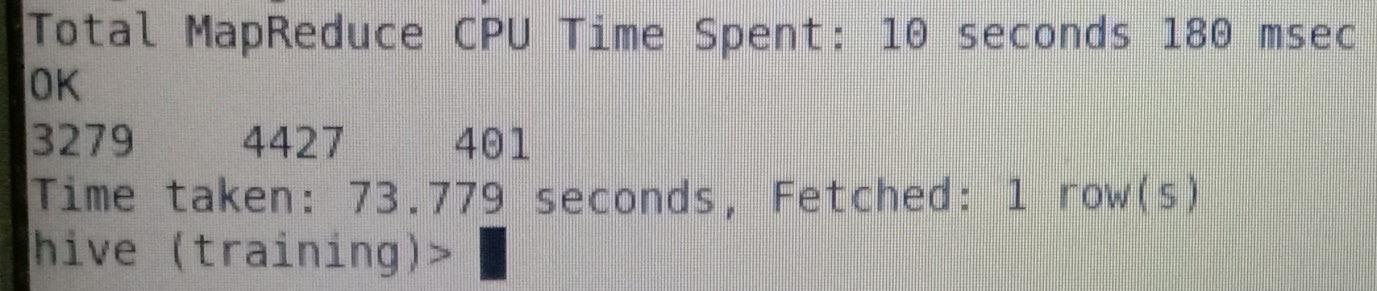 Total MapReduce CPU Time Spent: 10 seconds 180 msec
OK
3279    4427    401
Time taken: 73.779 seconds, Fetched: 1 row(s)
hive (training)>